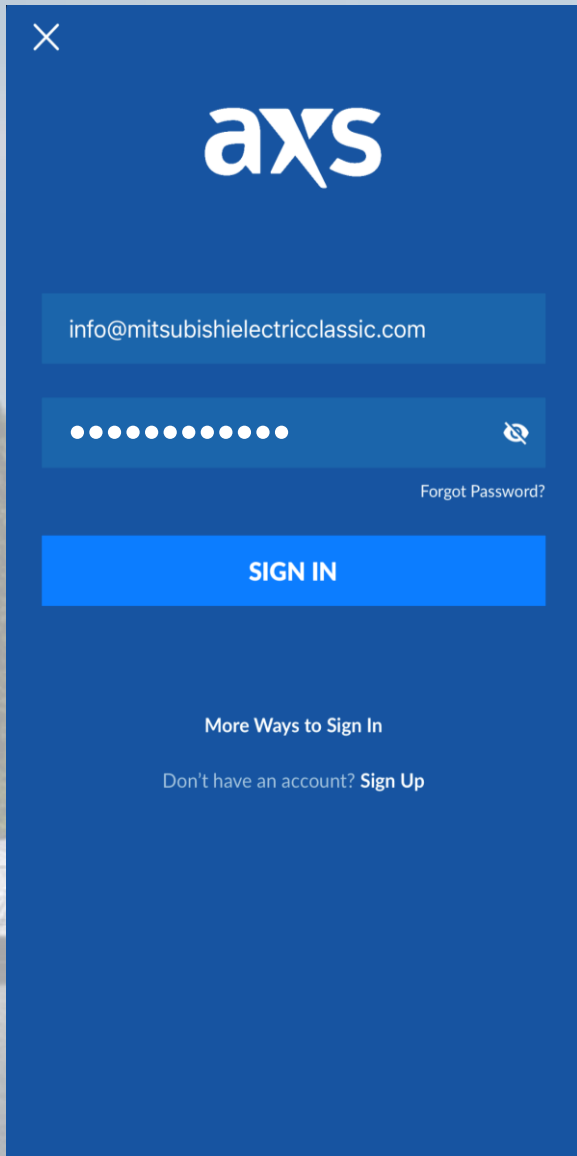 axs
info@mitsubishielectricclassic.com
●●●●●●●●●●●●
Forgot Password?
SIGN IN
More Ways to Sign In
Don't have an account? Sign Up